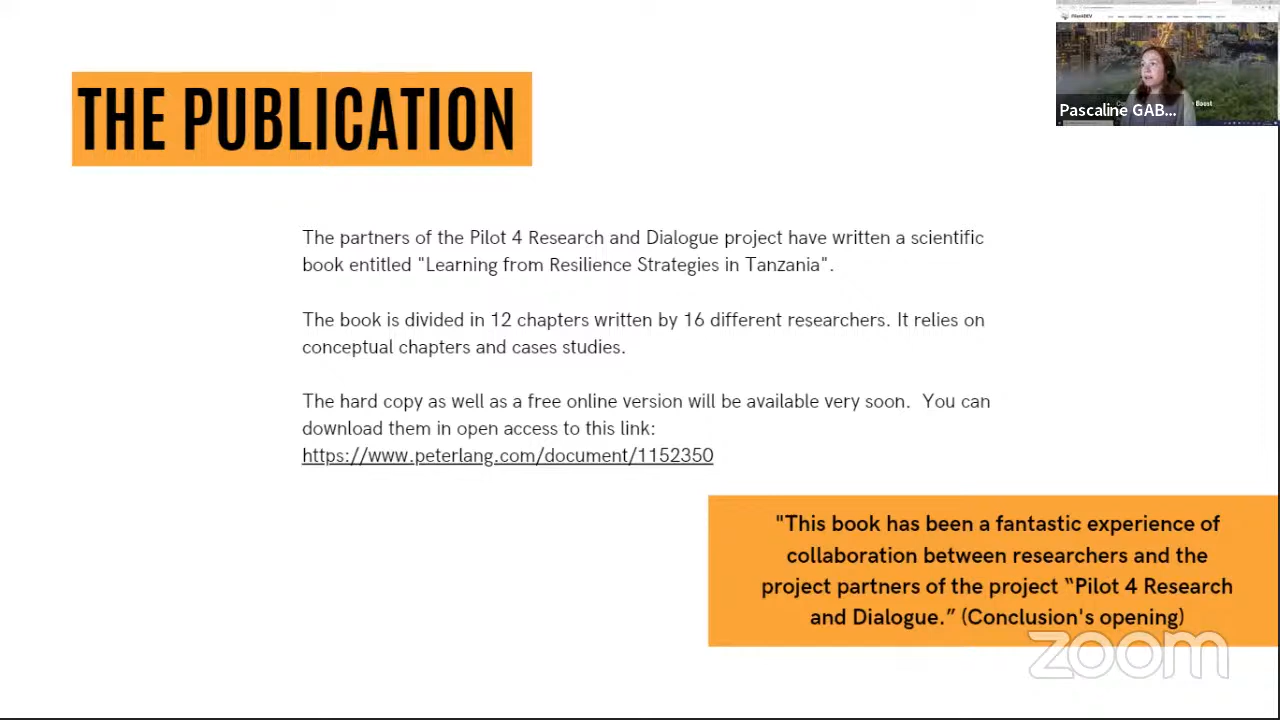 THE PUBLICATION
Pascaline GAB...
The partners of the Pilot 4 Research and Dialogue project have written a scientific
book entitled "Learning from Resilience Strategies in Tanzania".
The book is divided in 12 chapters written by 16 different researchers. It relies on
conceptual chapters and cases studies.
The hard copy as well as a free online version will be available very soon.  You can
download them in open access to this link:
https://www.peterlang.com/document/1152350
"This book has been a fantastic experience of
collaboration between researchers and the
project partners of the project “Pilot 4 Research
and Dialogue.” (Conclusion's opening)
zoom